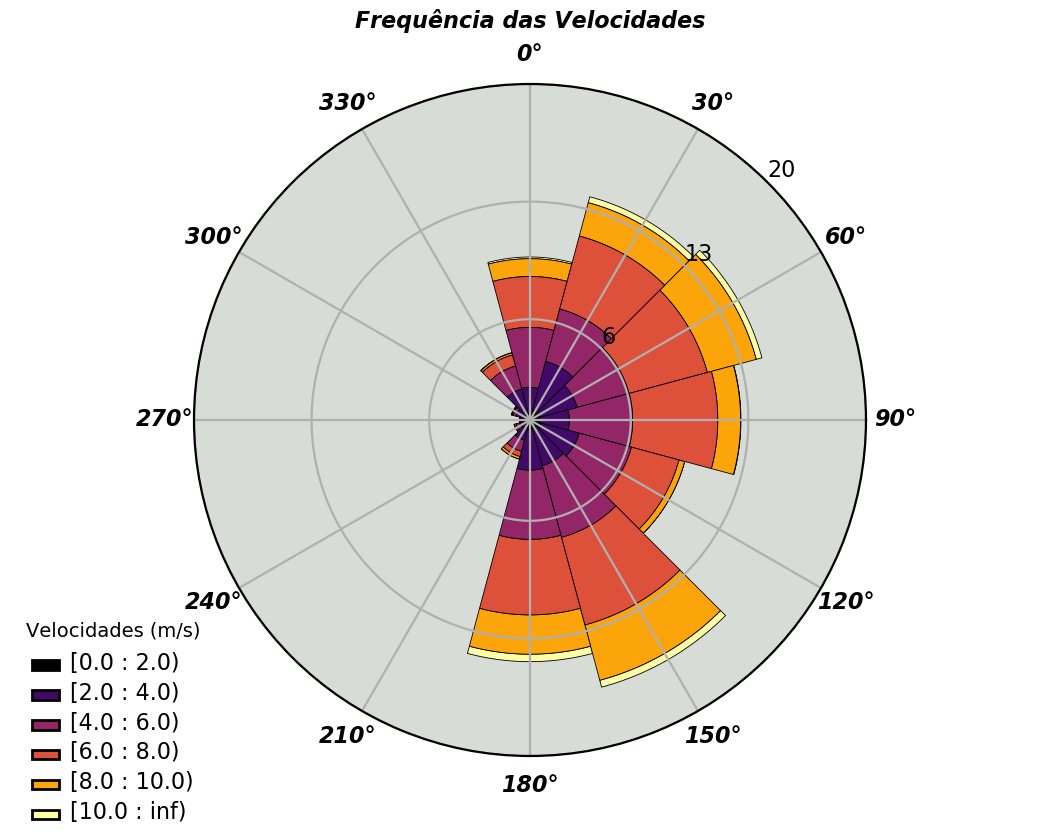 Frequência das Velocidades
0°
330°
30°
20
300°
60°
13
6
270°
90°
240°
120°
210°
150°
180°
Velocidades (m/s)
[0.0 : 2.0)
[2.0 : 4.0)
[4.0 : 6.0)
[6.0 : 8.0)
[8.0 : 10.0)
[10.0 : inf)